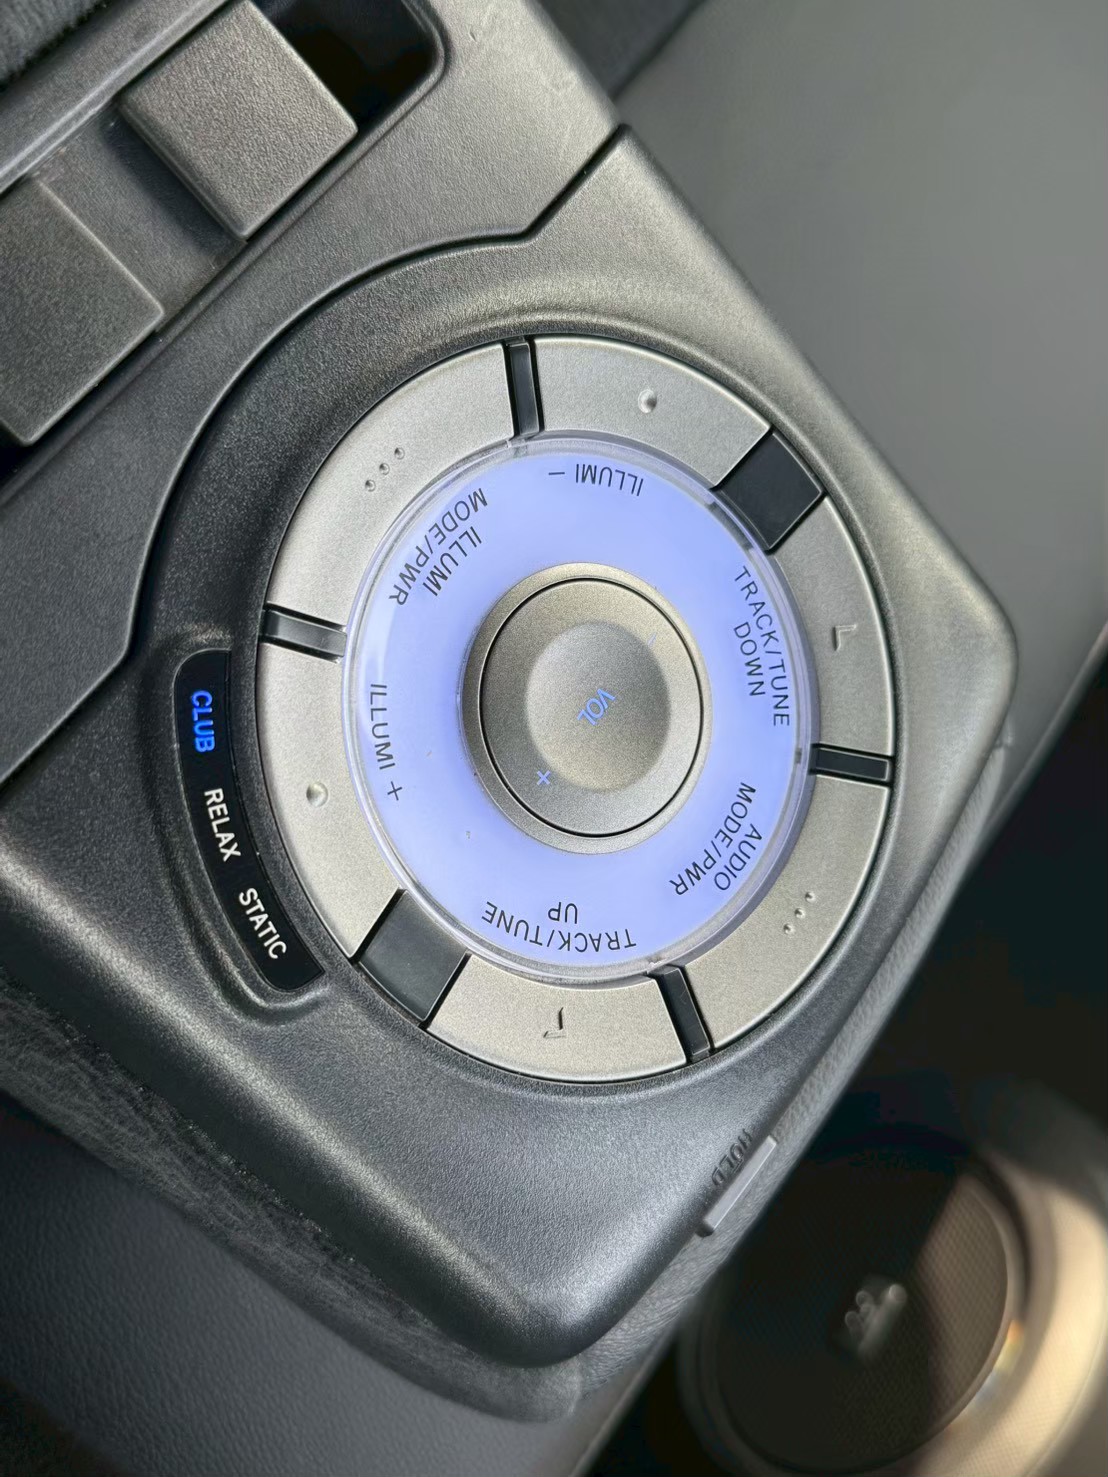 ILLUMI −
ILLUMI
MODE/PWR
ILLUMI +
TRACK/TUNE
DOWN
AUDIO
MODE/PWR
TRACK/TUNE
UP
− VOL +
CLUB RELAX STATIC
HOLD